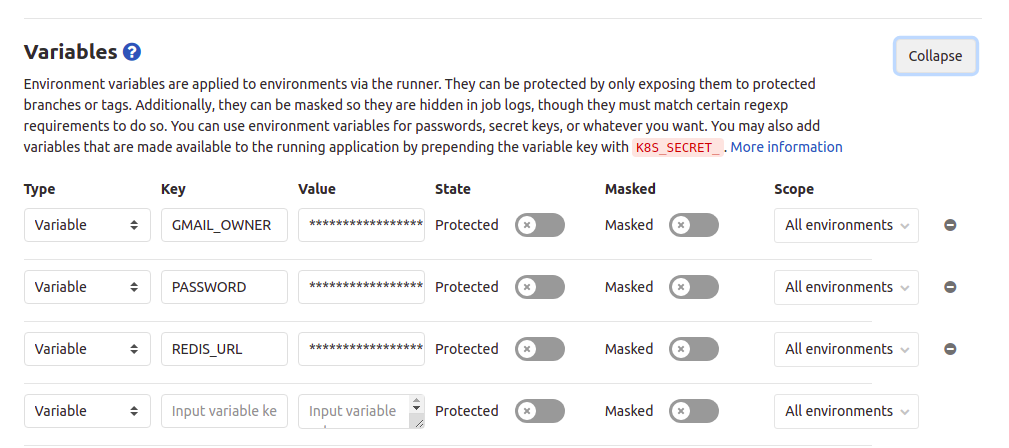 Variables ?
Collapse
Environment variables are applied to environments via the runner. They can be protected by only exposing them to protected
branches or tags. Additionally, they can be masked so they are hidden in job logs, though they must match certain regexp
requirements to do so. You can use environment variables for passwords, secret keys, or whatever you want. You may also add
variables that are made available to the running application by prepending the variable key with K8S_SECRET_ . More information
Type Key Value State Masked Scope
Variable GMAIL_OWNER ***************** Protected Masked All environments
Variable PASSWORD ***************** Protected Masked All environments
Variable REDIS_URL ***************** Protected Masked All environments
Variable Input variable ke Input variable Protected Masked All environments